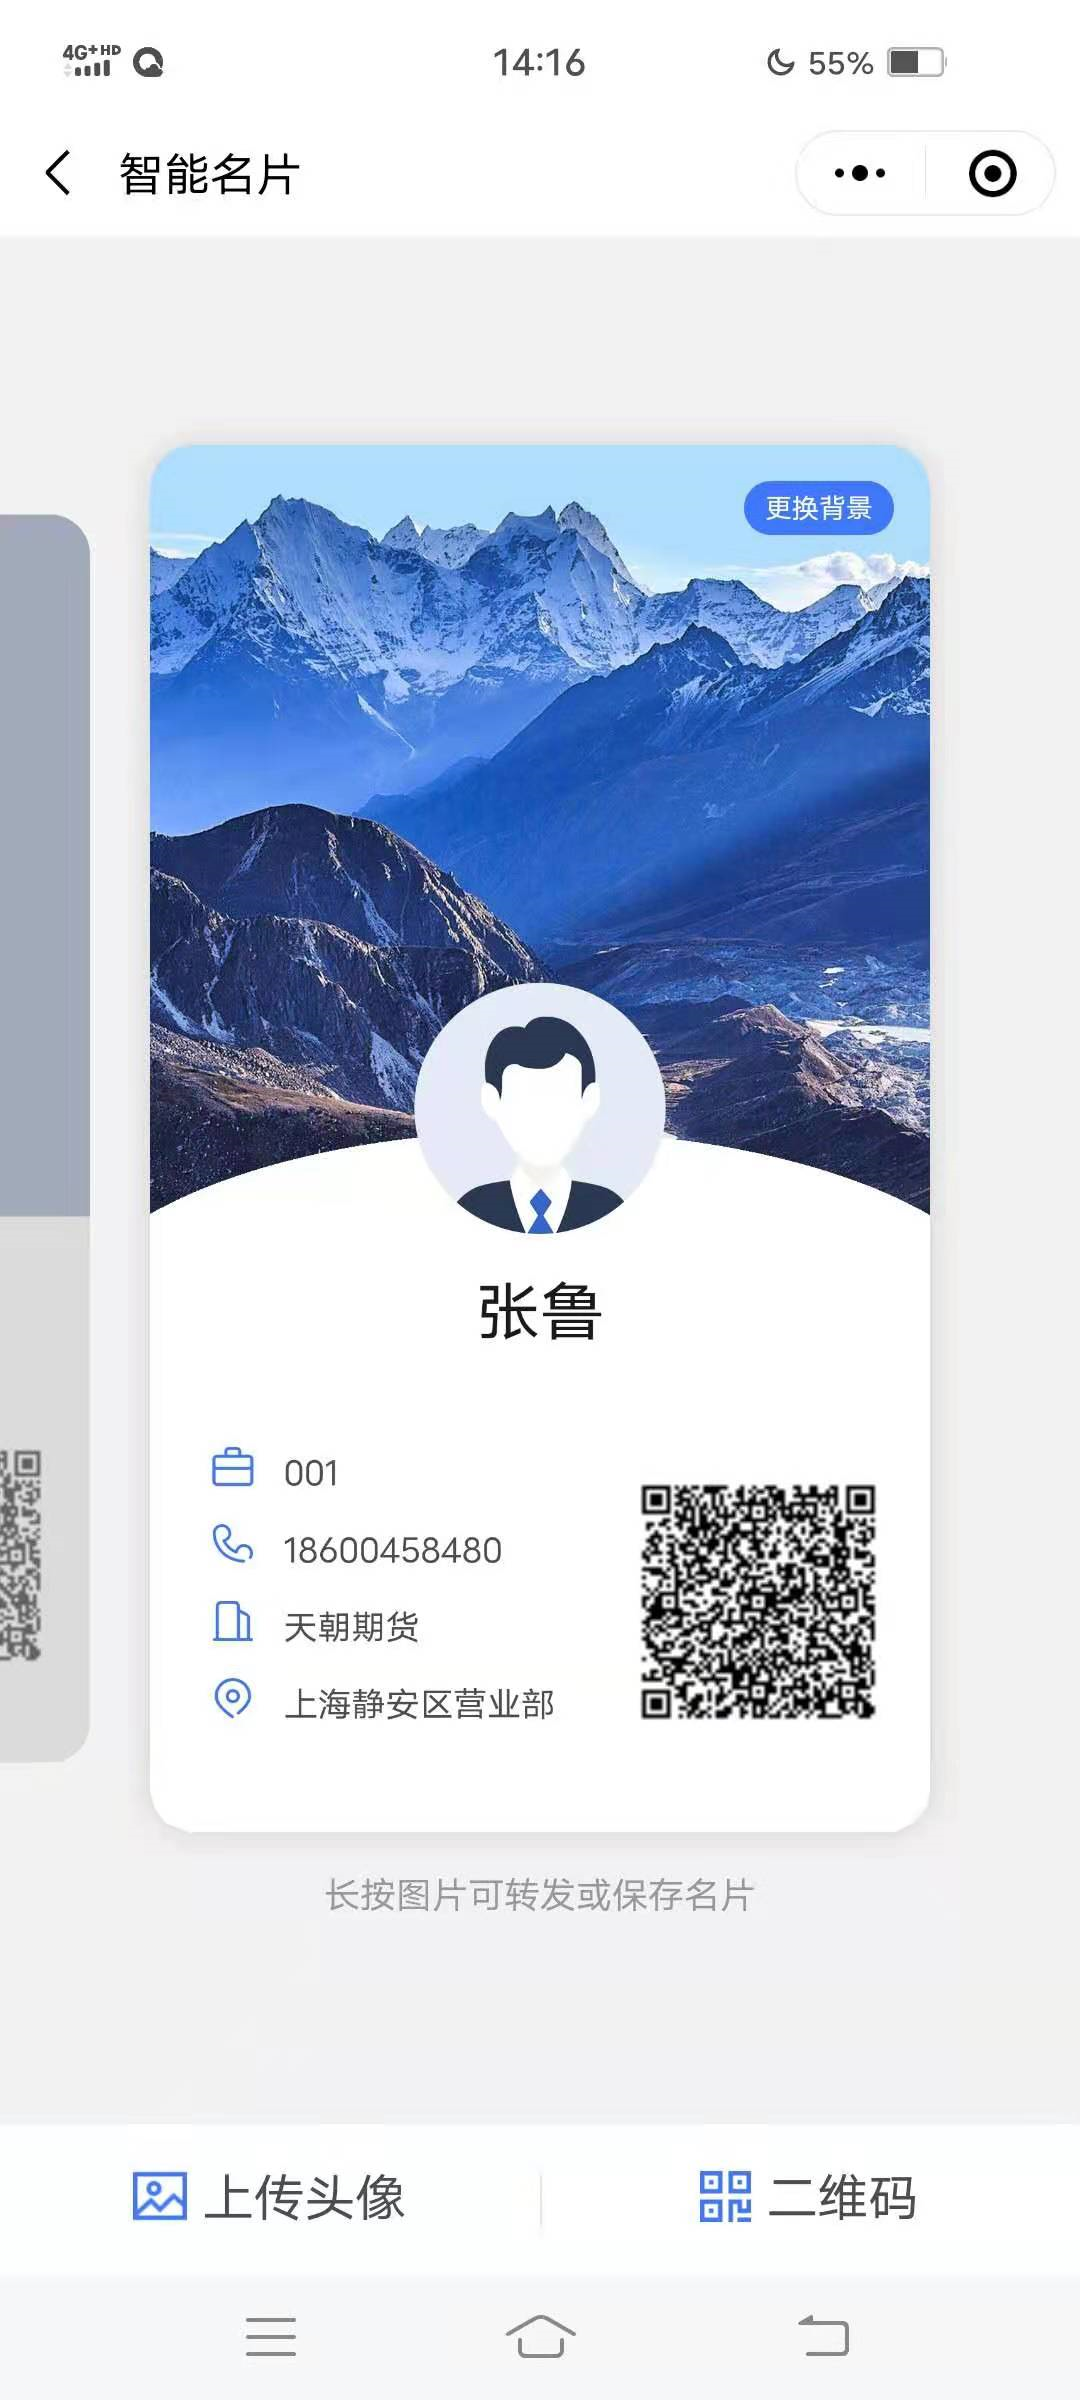 4G+ HD
14:16
55%
智能名片
更换背景
张鲁
001
18600458480
天朝期货
上海静安区营业部
长按图片可转发或保存名片
上传头像
二维码